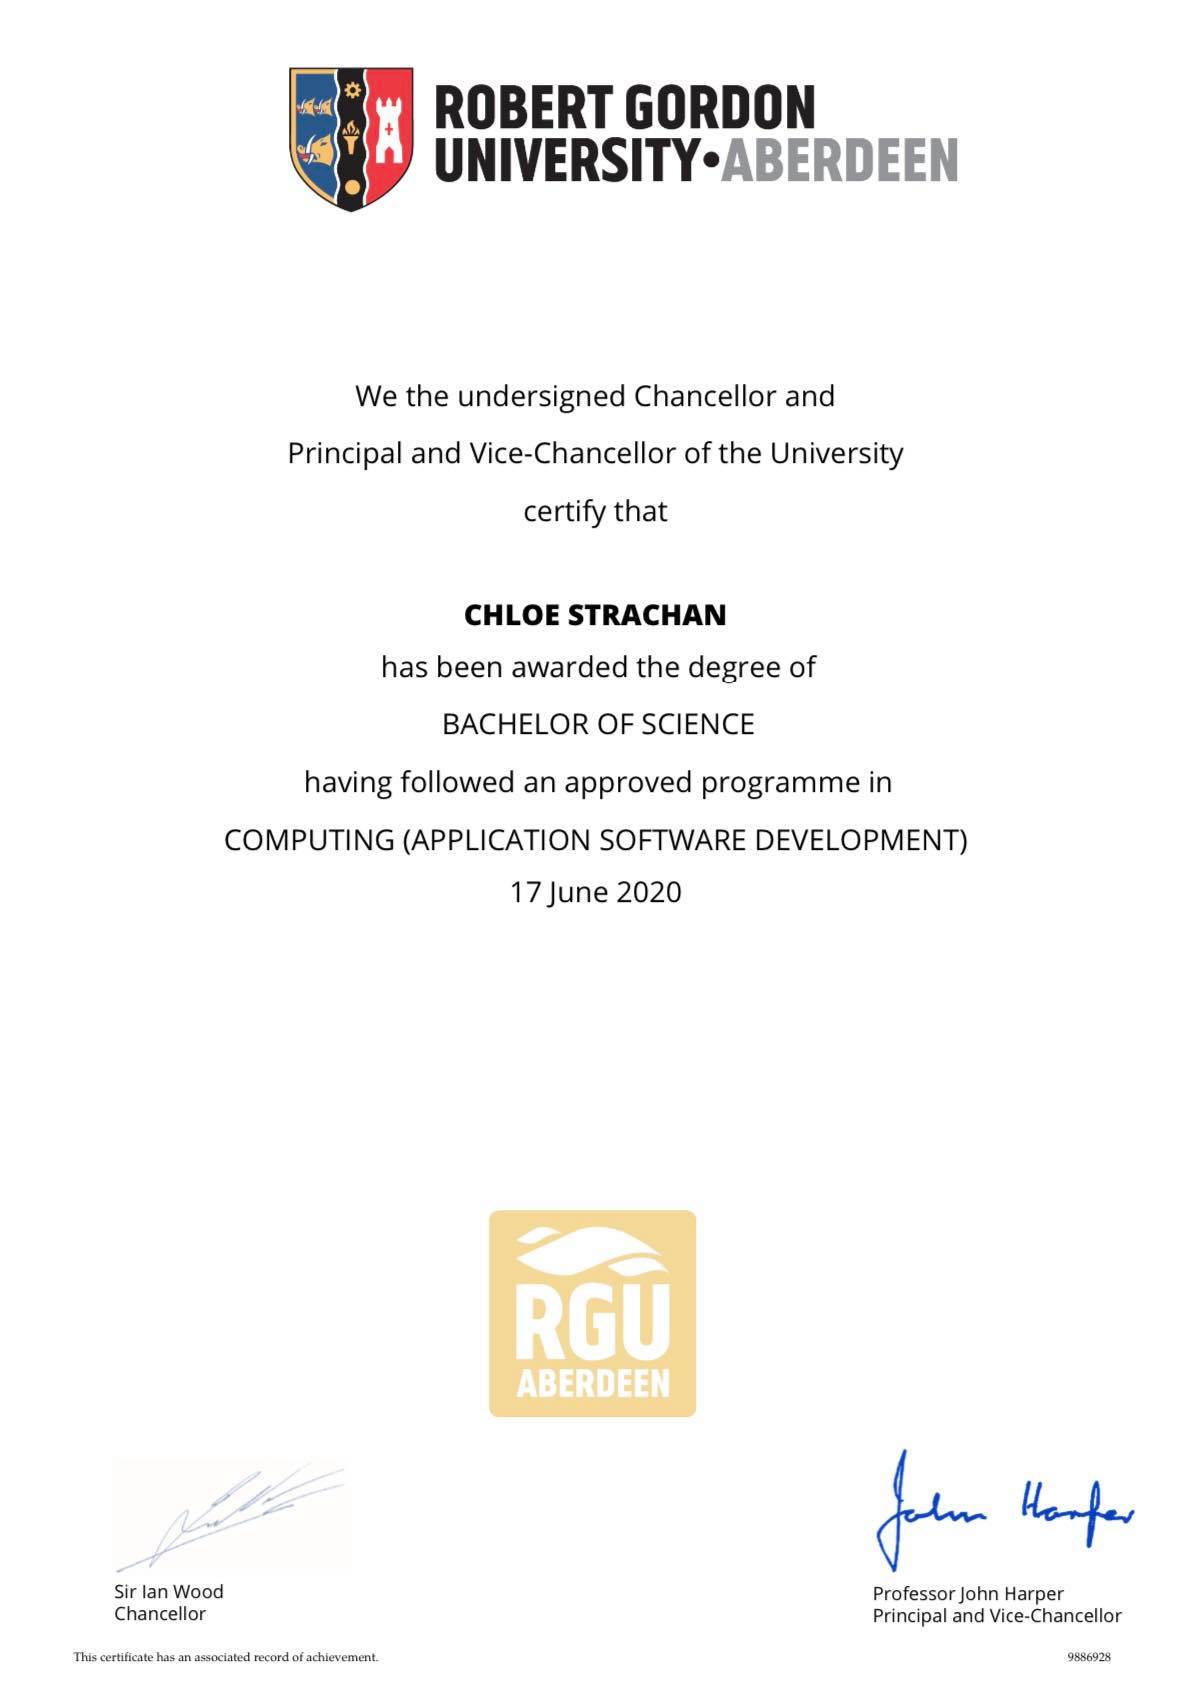 ROBERT GORDON
UNIVERSITY•ABERDEEN
We the undersigned Chancellor and
Principal and Vice-Chancellor of the University
certify that
CHLOE STRACHAN
has been awarded the degree of
BACHELOR OF SCIENCE
having followed an approved programme in
COMPUTING (APPLICATION SOFTWARE DEVELOPMENT)
17 June 2020
RGU
ABERDEEN
John Harper
Sir Ian Wood
Chancellor
Professor John Harper
Principal and Vice-Chancellor
This certificate has an associated record of achievement.
9886928